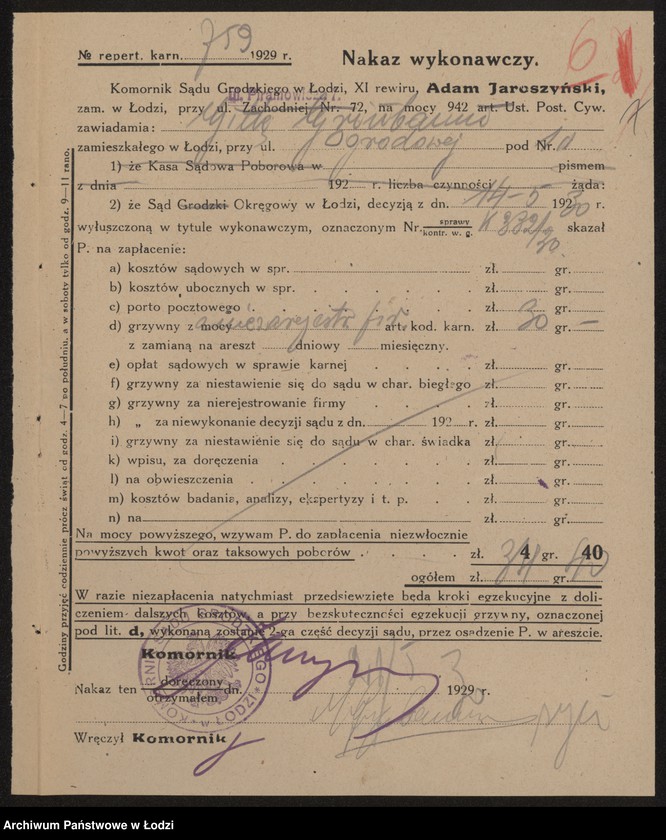 № repert. karn. 759 1929 r.
Nakaz wykonawczy.
6
Komornik Sądu Grodzkiego w Łodzi, XI rewiru, Adam Jaroszyński,
zam. w Łodzi, przy ul. Zachodniej Nr. 72, na mocy 942 art. Ust. Post. Cyw.
zawiadamia:
zamieszkałego w Łodzi, przy ul. Ogrodowej pod Nr.
1) że Kasa Sądowa Poborowa w pismem
z dnia 192 r. liczba czynności żąda:
2) że Sąd Grodzki Okręgowy w Łodzi, decyzją z dn. 14-5 1930 r.
wyłuszczoną w tytule wykonawczym, oznaczonym Nr. sprawy kontr. w. g. K 332/30 skazał
P. na zapłacenie:
a) kosztów sądowych w spr. zł. gr.
b) kosztów ubocznych w spr. zł. gr.
c) porto pocztowego zł. gr.
d) grzywny z mocy niezarejestr. art. kod. karn. zł. 30 gr. —
z zamianą na areszt dniowy miesięczny.
e) opłat sądowych w sprawie karnej zł. gr.
f) grzywny za niestawienie się do sądu w char. biegłego zł. gr.
g) grzywny za nierejestrowanie firmy zł. gr.
h) „ za niewykonanie decyzji sądu z dn. 192 r. zł. gr.
i) grzywny za niestawienie się do sądu w char. świadka zł. gr.
k) wpisu, za doręczenia zł. gr.
l) na obwieszczenia zł. gr.
m) kosztów badania, analizy, ekspertyzy i t. p. zł. gr.
n) na zł. gr.
Na mocy powyższego, wzywam P. do zapłacenia niezwłocznie
powyższych kwot oraz taksowych poborów zł. 4 gr. 40
ogółem zł. 34 gr. 40
W razie niezapłacenia natychmiast przedsięwzięte będą kroki egzekucyjne z doli-
czeniem dalszych kosztów, a przy bezskuteczności egzekucji grzywny, oznaczonej
pod lit. d, wykonaną zostanie 2-ga część decyzji sądu, przez osadzenie P. w areszcie.
Komornik
Nakaz ten doręczony otrzymałem dn. 1929 r.
Wręczył Komornik
Godziny przyjęć codziennie prócz świąt od godz. 4—7 po południu, a w soboty tylko od godz. 9—11 rano.
Archiwum Państwowe w Łodzi